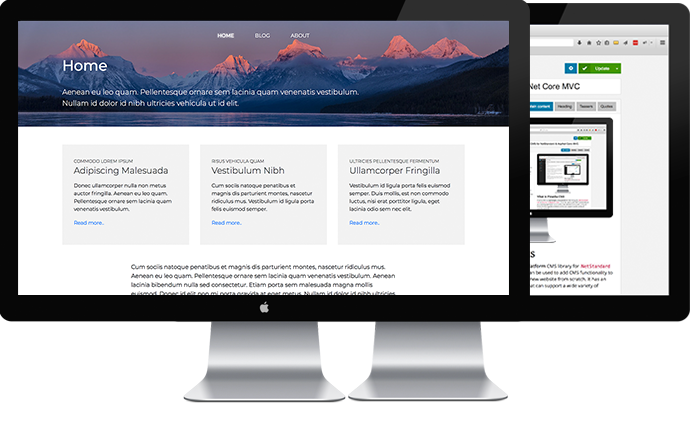 HOME BLOG ABOUT
Home
Aenean eu leo quam. Pellentesque ornare sem lacinia quam venenatis vestibulum.
Nullam id dolor id nibh ultricies vehicula ut id elit.
COMMODO LOREM IPSUM
Adipiscing Malesuada
Donec ullamcorper nulla non metus
auctor fringilla. Aenean eu leo quam.
Pellentesque ornare sem lacinia quam
venenatis vestibulum.
Read more..
RISUS VEHICULA QUAM
Vestibulum Nibh
Cum sociis natoque penatibus et
magnis dis parturient montes, nascetur
ridiculus mus. Vestibulum id ligula porta
felis euismod semper.
Read more..
ULTRICIES PELLENTESQUE FERMENTUM
Ullamcorper Fringilla
Vestibulum id ligula porta felis euismod
semper. Duis mollis, est non commodo
luctus, nisi erat porttitor ligula, eget
lacinia odio sem nec elit.
Read more..
Cum sociis natoque penatibus et magnis dis parturient montes, nascetur ridiculus mus.
Aenean eu leo quam. Pellentesque ornare sem lacinia quam venenatis vestibulum. Aenean
lacinia bibendum nulla sed consectetur. Etiam porta sem malesuada magna mollis
euismod. Donec id elit non mi porta gravida at eget metus. Nullam id dolor id nibh ultricies
Update
Net Core MVC
content Heading Teasers Quotes
S
atform CMS library for NetStandard
an be used to add CMS functionality to
new website from scratch. It has an
that can support a wide variety of